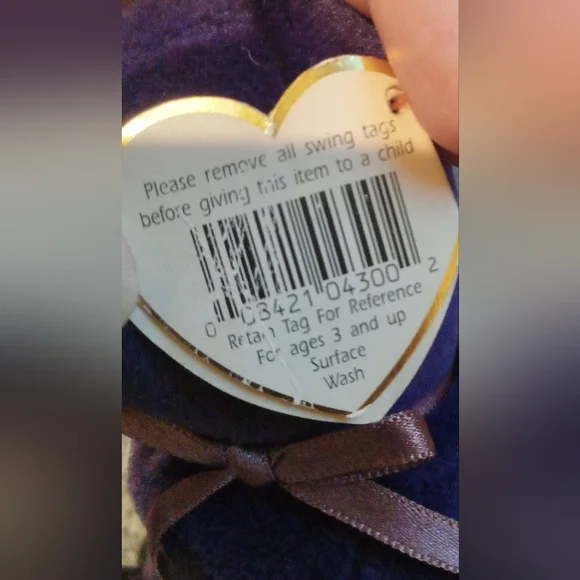 Please remove all swing tags
before giving this item to a child
0 08421 04300 2
Retain Tag For Reference
For ages 3 and up
Surface
Wash